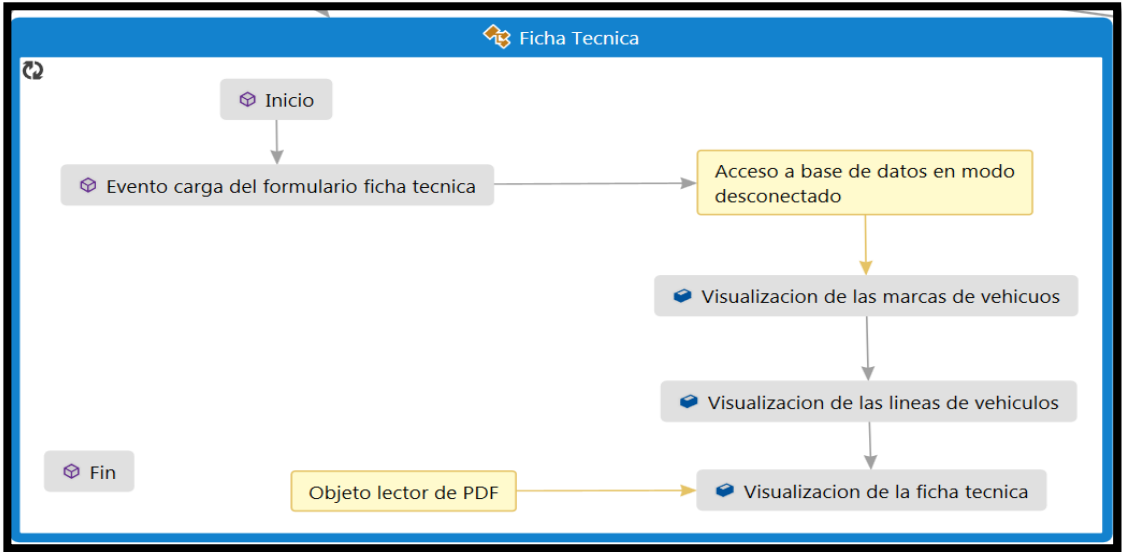 Ficha Tecnica
Inicio
Evento carga del formulario ficha tecnica
Acceso a base de datos en modo
desconectado
Visualizacion de las marcas de vehicuos
Visualizacion de las lineas de vehiculos
Fin
Objeto lector de PDF
Visualizacion de la ficha tecnica